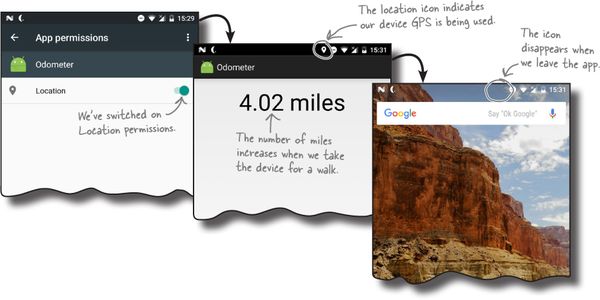 15:29
App permissions
Odometer
Location
We've switched on
Location permissions.
The location icon indicates
our device GPS is being used.
15:31
Odometer
4.02 miles
The number of miles
increases when we take
the device for a walk.
The icon
disappears when
we leave the app.
15:31
Google
Say "Ok Google"